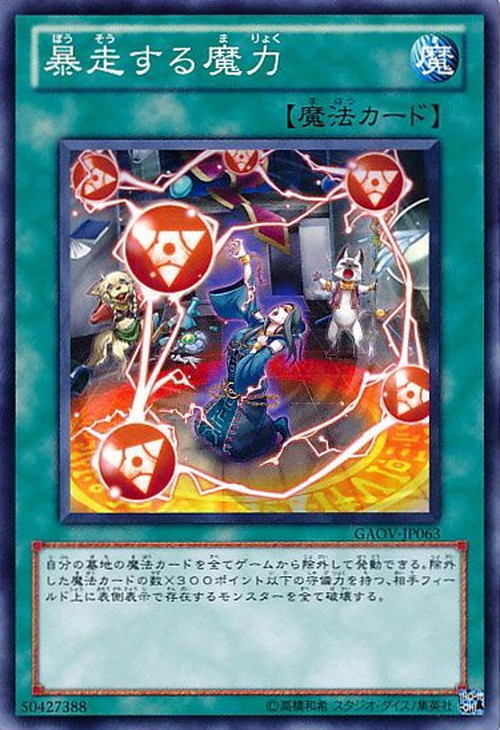 暴走する魔力
魔
【魔法カード】
GAOV-JP063
自分の墓地の魔法カードを全てゲームから除外して発動できる。除外
した魔法カードの数×300ポイント以下の守備力を持つ、相手フィー
ルド上に表側表示で存在するモンスターを全て破壊する。
50427388
©高橋和希 スタジオ・ダイス/集英社